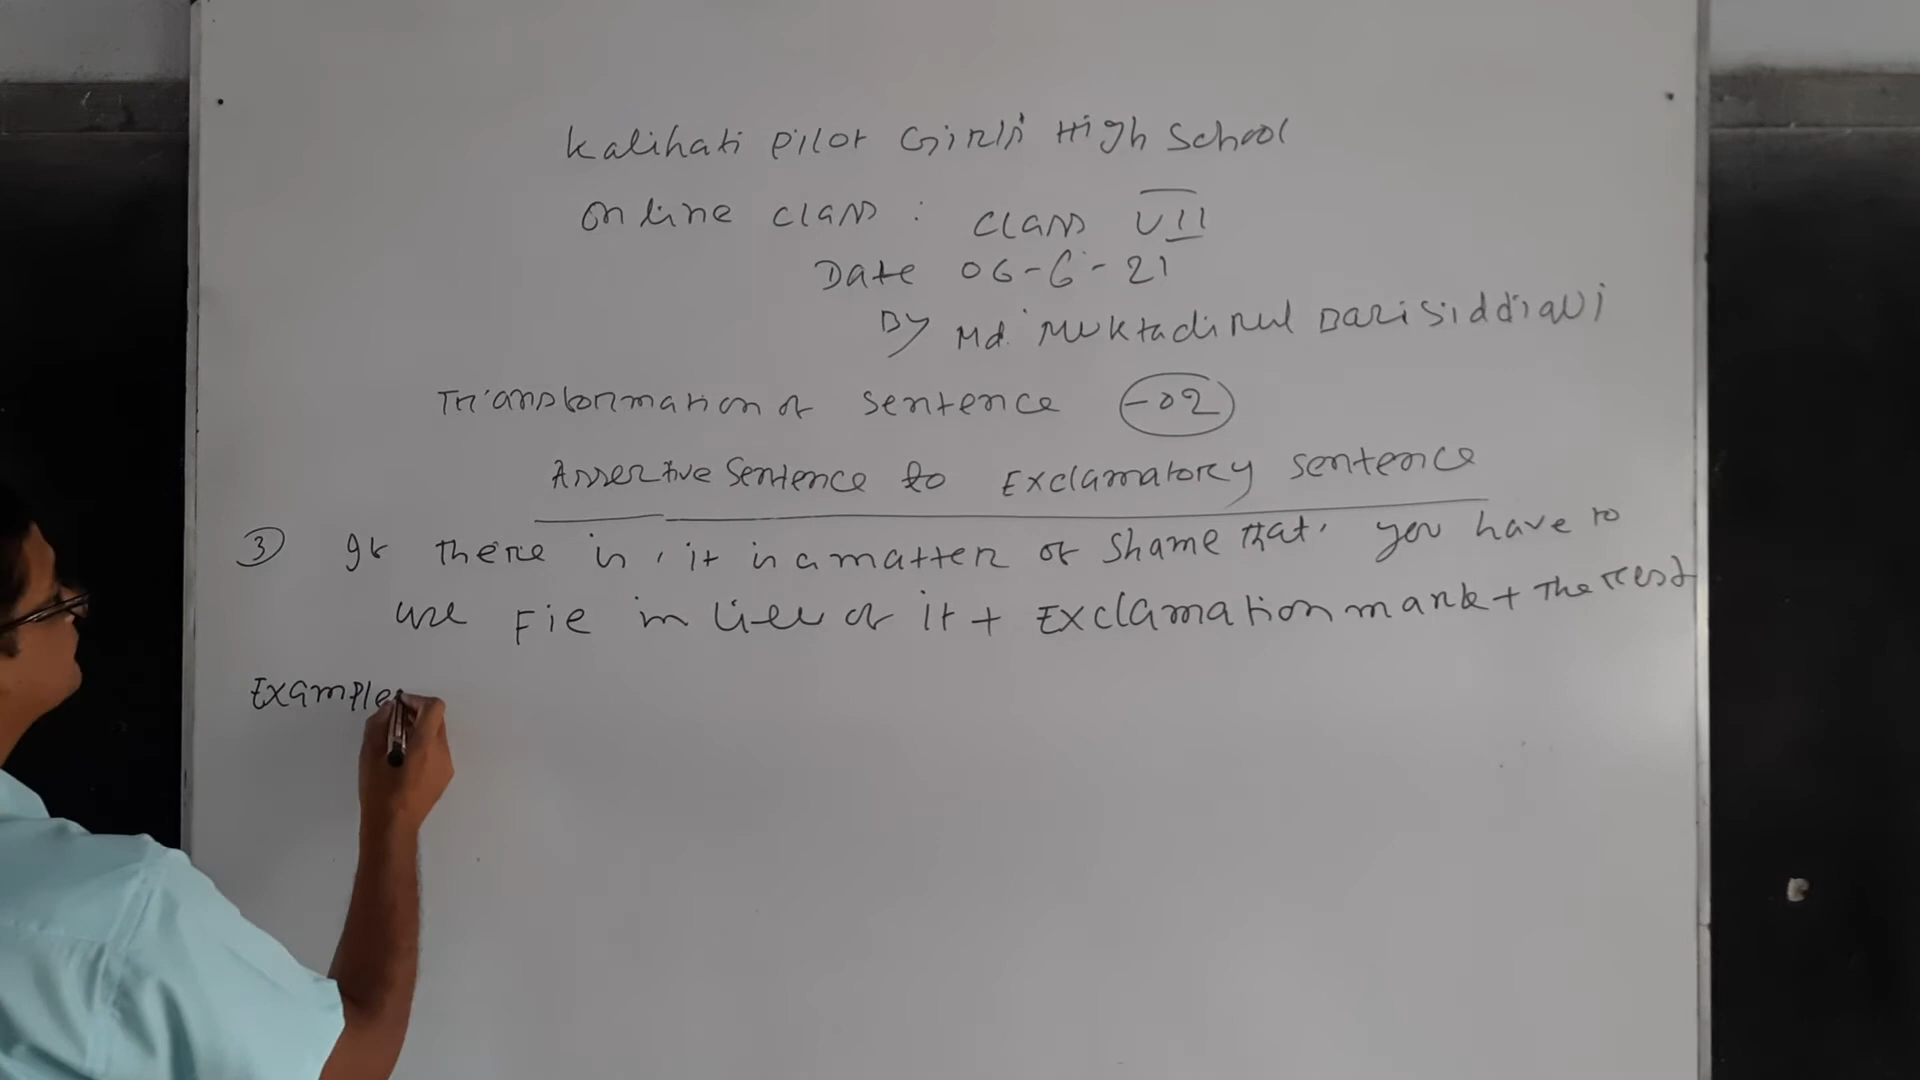 Kalihati Pilot Girls' High School
Online class : Class VII
Date 06-6-21
By Md. Muktadirul Bari Siddiqui
Transformation of sentence -02
Assertive Sentence to Exclamatory sentence
3 If there is, it is a matter of shame that, you have to
use Fie in lieu of it + Exclamation mark + The rest
Example